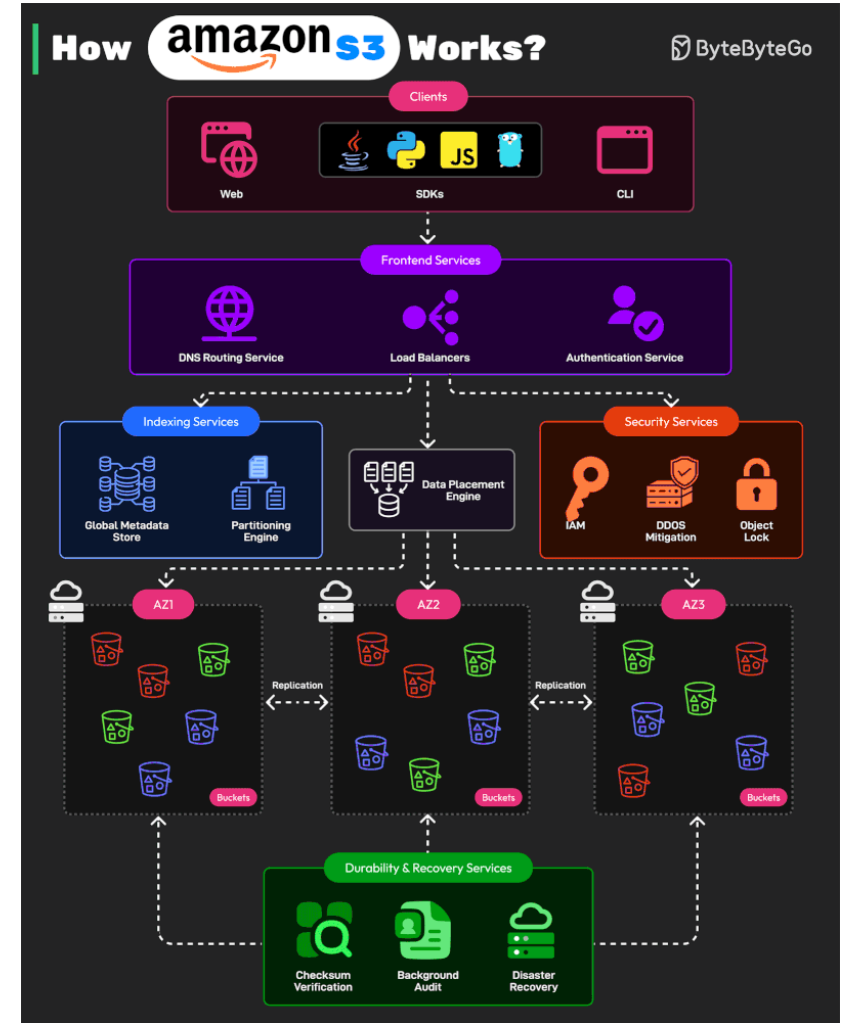 How amazon S3 Works?
ByteByteGo
Clients
JS
Web
SDKs
CLI
Frontend Services
DNS Routing Service
Load Balancers
Authentication Service
Indexing Services
Global Metadata
Store
Partitioning
Engine
Data Placement
Engine
Security Services
IAM
DDOS
Mitigation
Object
Lock
AZ1
AZ2
AZ3
Replication
Replication
Buckets
Buckets
Buckets
Durability & Recovery Services
Checksum
Verification
Background
Audit
Disaster
Recovery